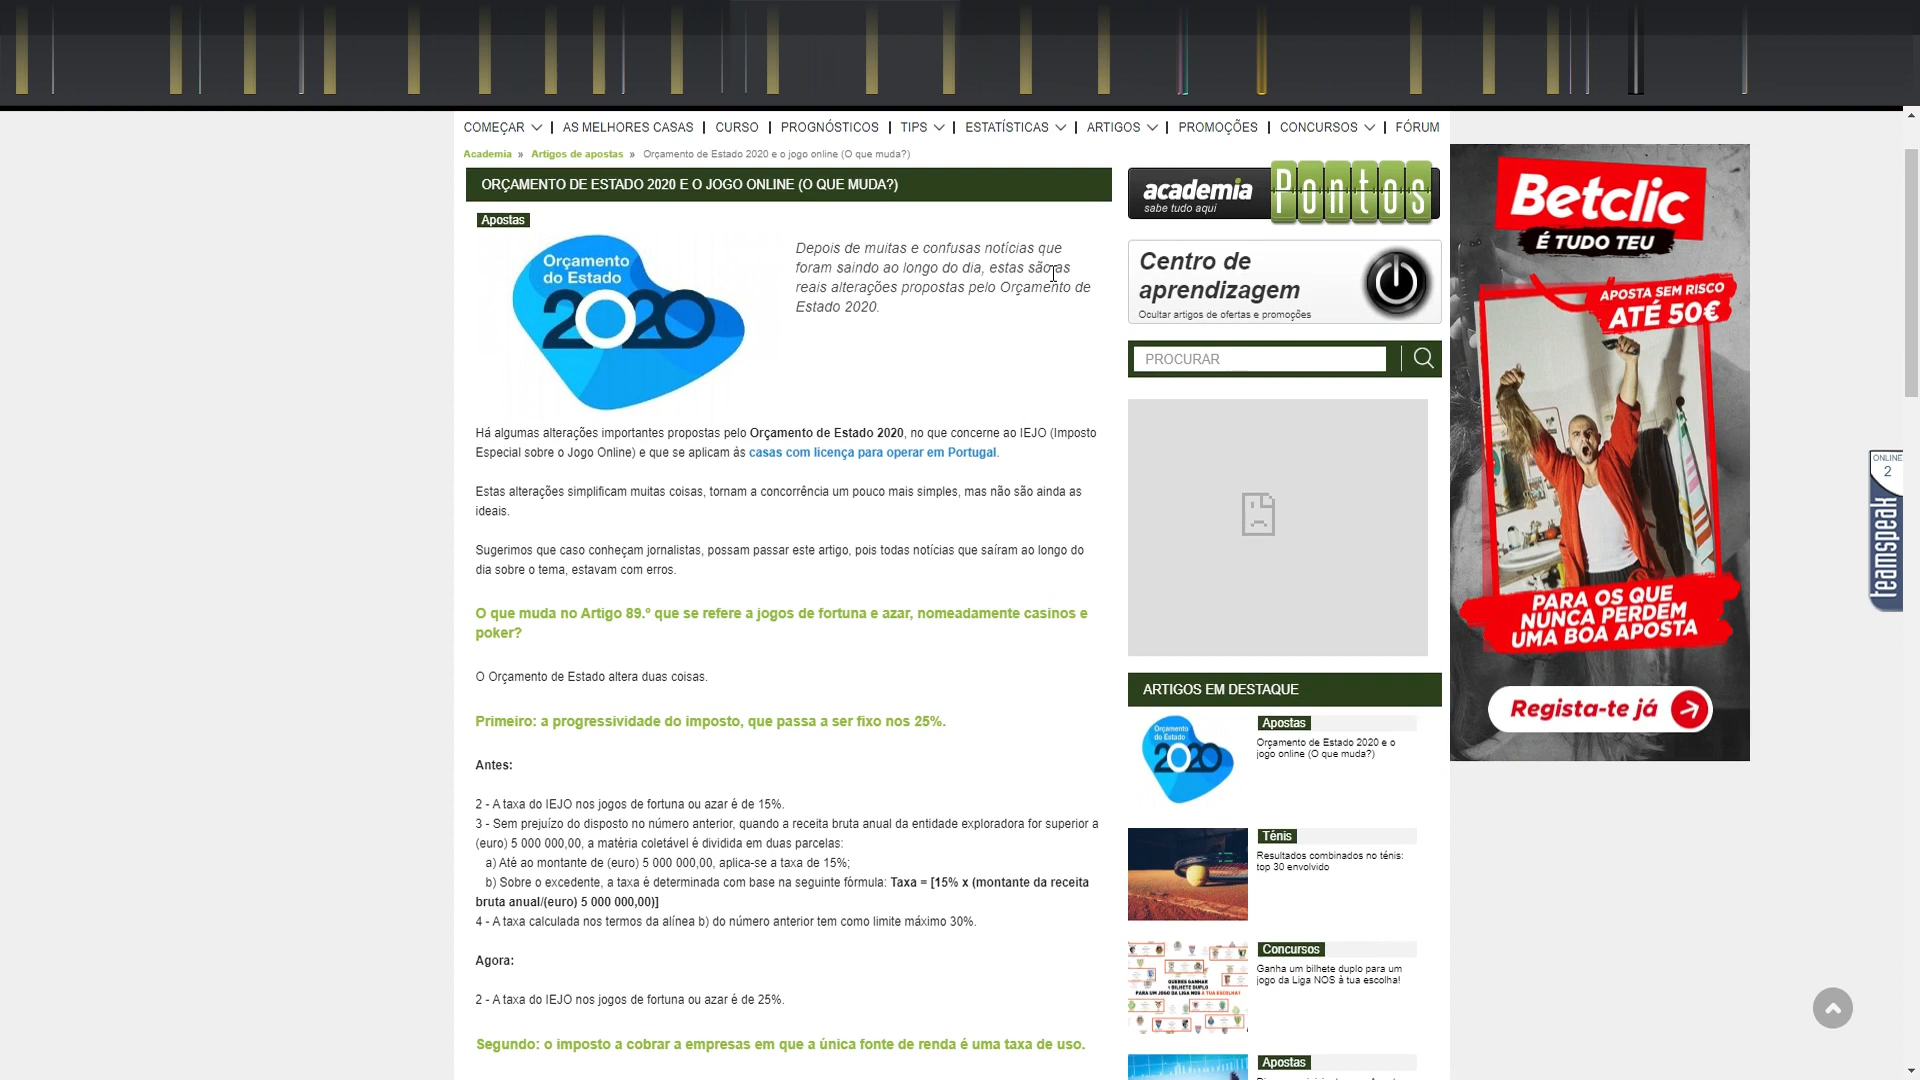 COMEÇAR
AS MELHORES CASAS
CURSO
PROGNÓSTICOS
TIPS
ESTATÍSTICAS
ARTIGOS
PROMOÇÕES
CONCURSOS
FÓRUM
Academia » Artigos de apostas » Orçamento de Estado 2020 e o jogo online (O que muda?)
ORÇAMENTO DE ESTADO 2020 E O JOGO ONLINE (O QUE MUDA?)
Apostas
Orçamento
do Estado
2020
Depois de muitas e confusas notícias que
foram saindo ao longo do dia, estas são as
reais alterações propostas pelo Orçamento de
Estado 2020.
Há algumas alterações importantes propostas pelo Orçamento de Estado 2020, no que concerne ao IEJO (Imposto
Especial sobre o Jogo Online) e que se aplicam ás casas com licença para operar em Portugal.
Estas alterações simplificam muitas coisas, tornam a concorrência um pouco mais simples, mas não são ainda as
ideais.
Sugerimos que caso conheçam jornalistas, possam passar este artigo, pois todas notícias que saíram ao longo do
dia sobre o tema, estavam com erros.
O que muda no Artigo 89.º que se refere a jogos de fortuna e azar, nomeadamente casinos e
poker?
O Orçamento de Estado altera duas coisas.
Primeiro: a progressividade do imposto, que passa a ser fixo nos 25%.
Antes:
2 - A taxa do IEJO nos jogos de fortuna ou azar é de 15%.
3 - Sem prejuízo do disposto no número anterior, quando a receita bruta anual da entidade exploradora for superior a
(euro) 5 000 000,00, a matéria coletável é dividida em duas parcelas:
a) Até ao montante de (euro) 5 000 000,00, aplica-se a taxa de 15%;
b) Sobre o excedente, a taxa é determinada com base na seguinte fórmula: Taxa = [15% x (montante da receita
bruta anual/(euro) 5 000 000,00)]
4 - A taxa calculada nos termos da alínea b) do número anterior tem como limite máximo 30%.
Agora:
2 - A taxa do IEJO nos jogos de fortuna ou azar é de 25%.
Segundo: o imposto a cobrar a empresas em que a única fonte de renda é uma taxa de uso.
academia Pontos
sabe tudo aqui
Centro de
aprendizagem
Ocultar artigos de ofertas e promoções
PROCURAR
ARTIGOS EM DESTAQUE
Orçamento
do Estado
2020
Apostas
Orçamento de Estado 2020 e o
jogo online (O que muda?)
Ténis
Resultados combinados no ténis:
top 30 envolvido
QUERES GANHAR
1 BILHETE DUPLO
PARA UM JOGO DA LIGA NOS A TUA ESCOLHA?
Concursos
Ganha um bilhete duplo para um
jogo da Liga NOS à tua escolha!
Apostas
Betclic
É TUDO TEU
APOSTA SEM RISCO
ATÉ 50€
PARA OS QUE
NUNCA PERDEM
UMA BOA APOSTA
Regista-te já
ONLINE
2
teamspeak